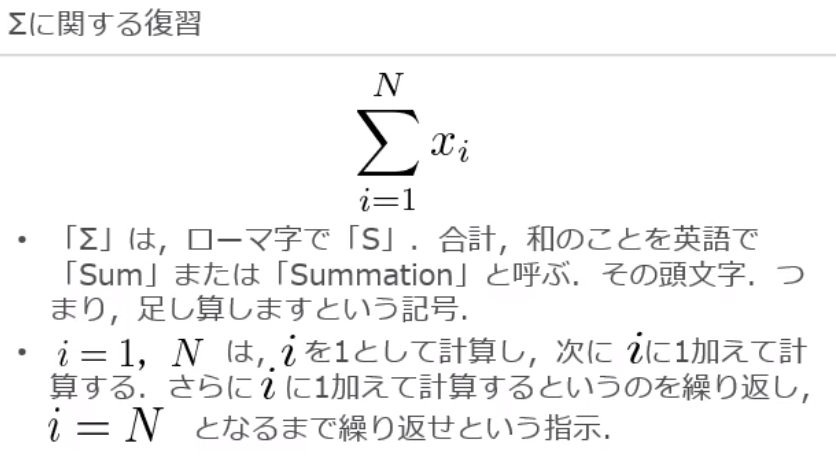 Σに関する復習
N
∑ xᵢ
i=1
• 「Σ」は，ローマ字で「S」．合計，和のことを英語で
「Sum」または「Summation」と呼ぶ．その頭文字．つ
まり，足し算しますという記号．
• i = 1, N は，iを1として計算し，次に iに1加えて計
算する．さらに i に1加えて計算するというのを繰り返し，
i = N となるまで繰り返せという指示．